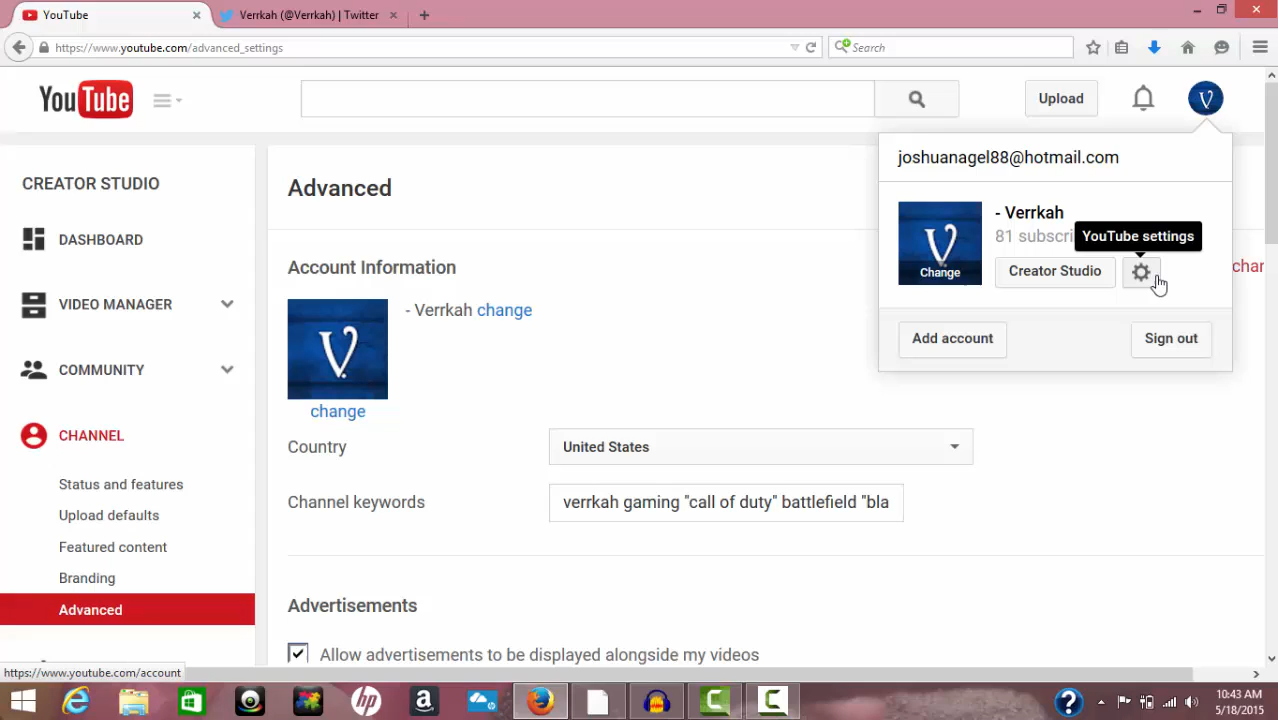 YouTube
Verrkah (@Verrkah) | Twitter
https://www.youtube.com/advanced_settings
Search
YouTube
Upload
V
joshuanagel88@hotmail.com
- Verrkah
81 subscri
YouTube settings
V.
Change
Creator Studio
Add account
Sign out
CREATOR STUDIO
DASHBOARD
VIDEO MANAGER
COMMUNITY
CHANNEL
Status and features
Upload defaults
Featured content
Branding
Advanced
Advanced
Account Information
char
V.
- Verrkah change
change
Country
United States
Channel keywords
verrkah gaming "call of duty" battlefield "bla
Advertisements
Allow advertisements to be displayed alongside my videos
https://www.youtube.com/account
10:43 AM
5/18/2015